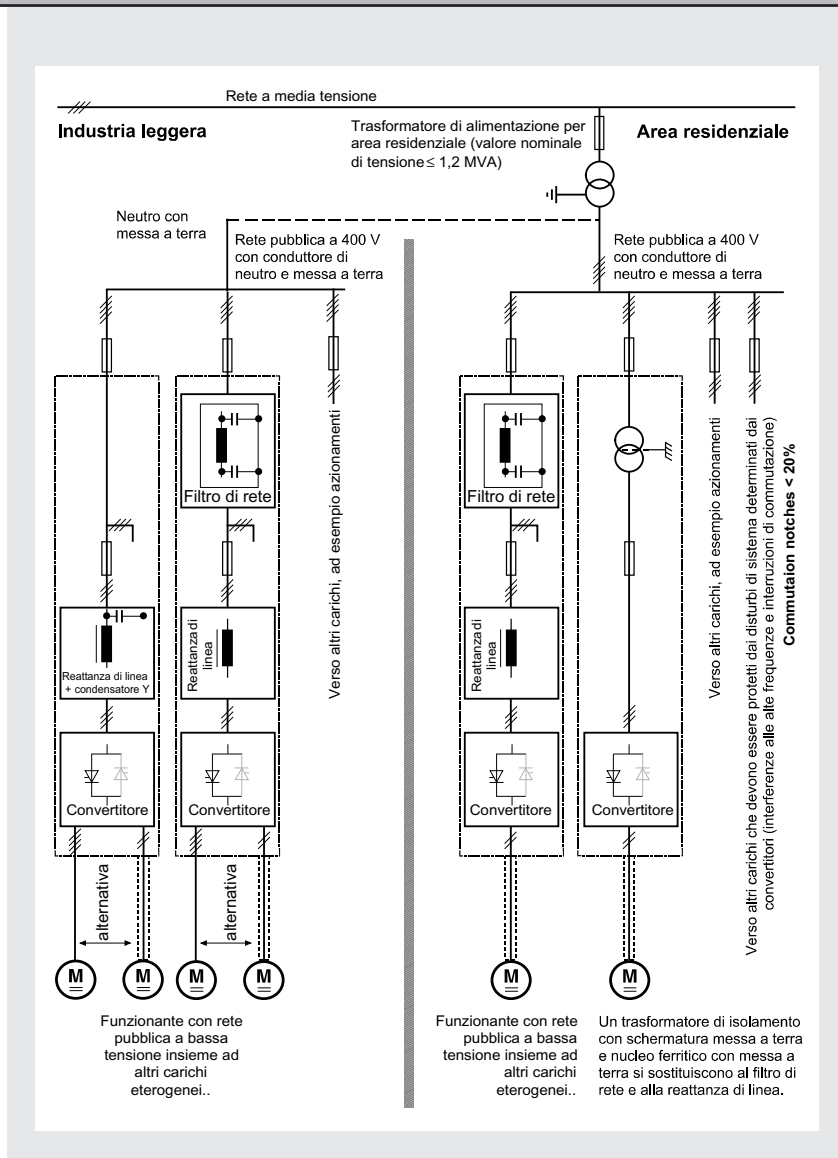 Rete a media tensione
Industria leggera
Trasformatore di alimentazione per
area residenziale (valore nominale
di tensione≤ 1,2 MVA)
Area residenziale
Neutro con
messa a terra
Rete pubblica a 400 V
con conduttore di
neutro e messa a terra
Rete pubblica a 400 V
con conduttore di
neutro e messa a terra
Filtro di rete
Reattanza di linea
+ condensatore Y
Reattanza di
linea
Convertitore
Convertitore
Verso altri carichi, ad esempio azionamenti
alternativa
alternativa
M
M
M
M
Funzionante con rete
pubblica a bassa
tensione insieme ad
altri carichi
eterogenei..
Filtro di rete
Reattanza di
linea
Convertitore
Convertitore
Verso altri carichi, ad esempio azionamenti
Verso altri carichi che devono essere protetti dai disturbi di sistema determinati dai
convertitori (interferenze alle alte frequenze e interruzioni di commutazione)
Commutaion notches < 20%
M
M
Funzionante con rete
pubblica a bassa
tensione insieme ad
altri carichi
eterogenei..
Un trasformatore di isolamento
con schermatura messa a terra
e nucleo ferritico con messa a
terra si sostituiscono al filtro di
rete e alla reattanza di linea.